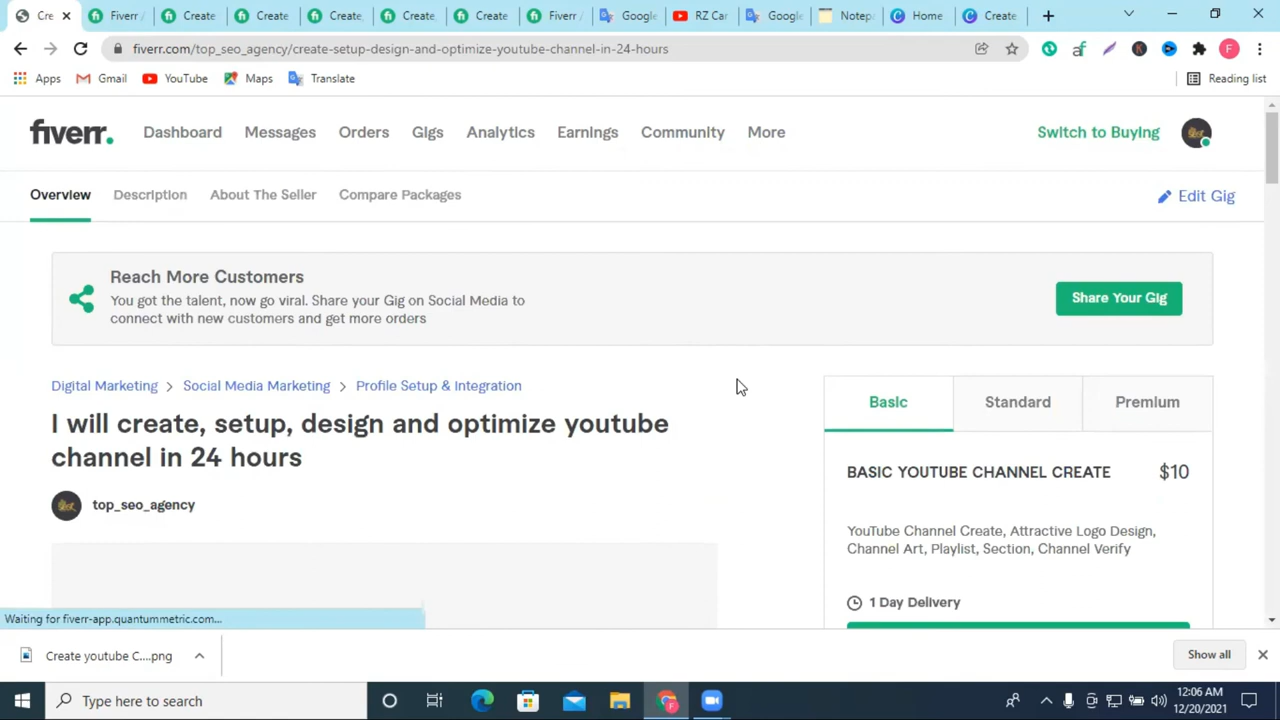 Cre
Fiverr /
Create
Create
Create
Create
Create
Fiverr /
Google
RZ Car
Google
Notep
Home
Create
fiverr.com/top_seo_agency/create-setup-design-and-optimize-youtube-channel-in-24-hours
F
Apps
Gmail
YouTube
Maps
Translate
Reading list
fiverr.
Dashboard
Messages
Orders
Gigs
Analytics
Earnings
Community
More
Switch to Buying
Overview
Description
About The Seller
Compare Packages
Edit Gig
Reach More Customers
You got the talent, now go viral. Share your Gig on Social Media to
connect with new customers and get more orders
Share Your Gig
Digital Marketing > Social Media Marketing > Profile Setup & Integration
I will create, setup, design and optimize youtube
channel in 24 hours
top_seo_agency
Basic
Standard
Premium
BASIC YOUTUBE CHANNEL CREATE $10
YouTube Channel Create, Attractive Logo Design,
Channel Art, Playlist, Section, Channel Verify
1 Day Delivery
Waiting for fiverr-app.quantummetric.com...
Create youtube C....png
Show all
Type here to search
12:06 AM
12/20/2021